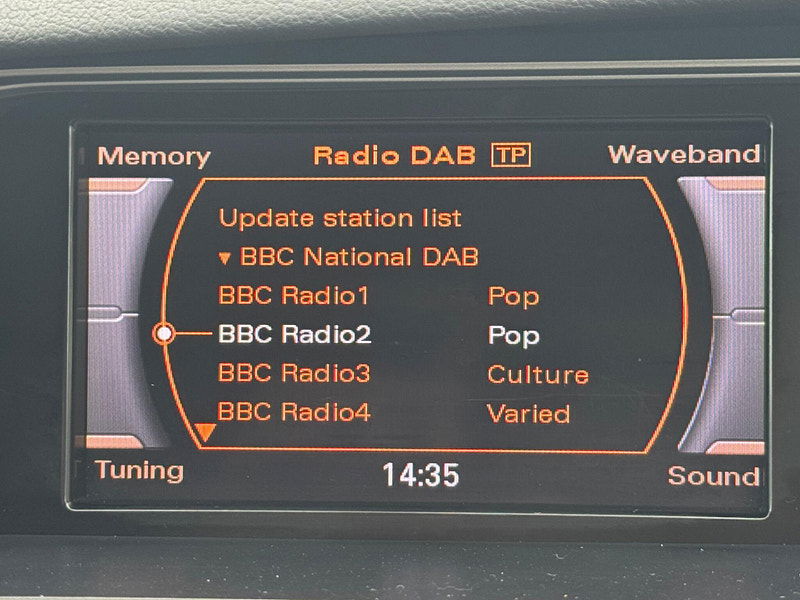 Memory Radio DAB TP Waveband
Update station list
▾ BBC National DAB
BBC Radio1 Pop
BBC Radio2 Pop
BBC Radio3 Culture
BBC Radio4 Varied
Tuning 14:35 Sound